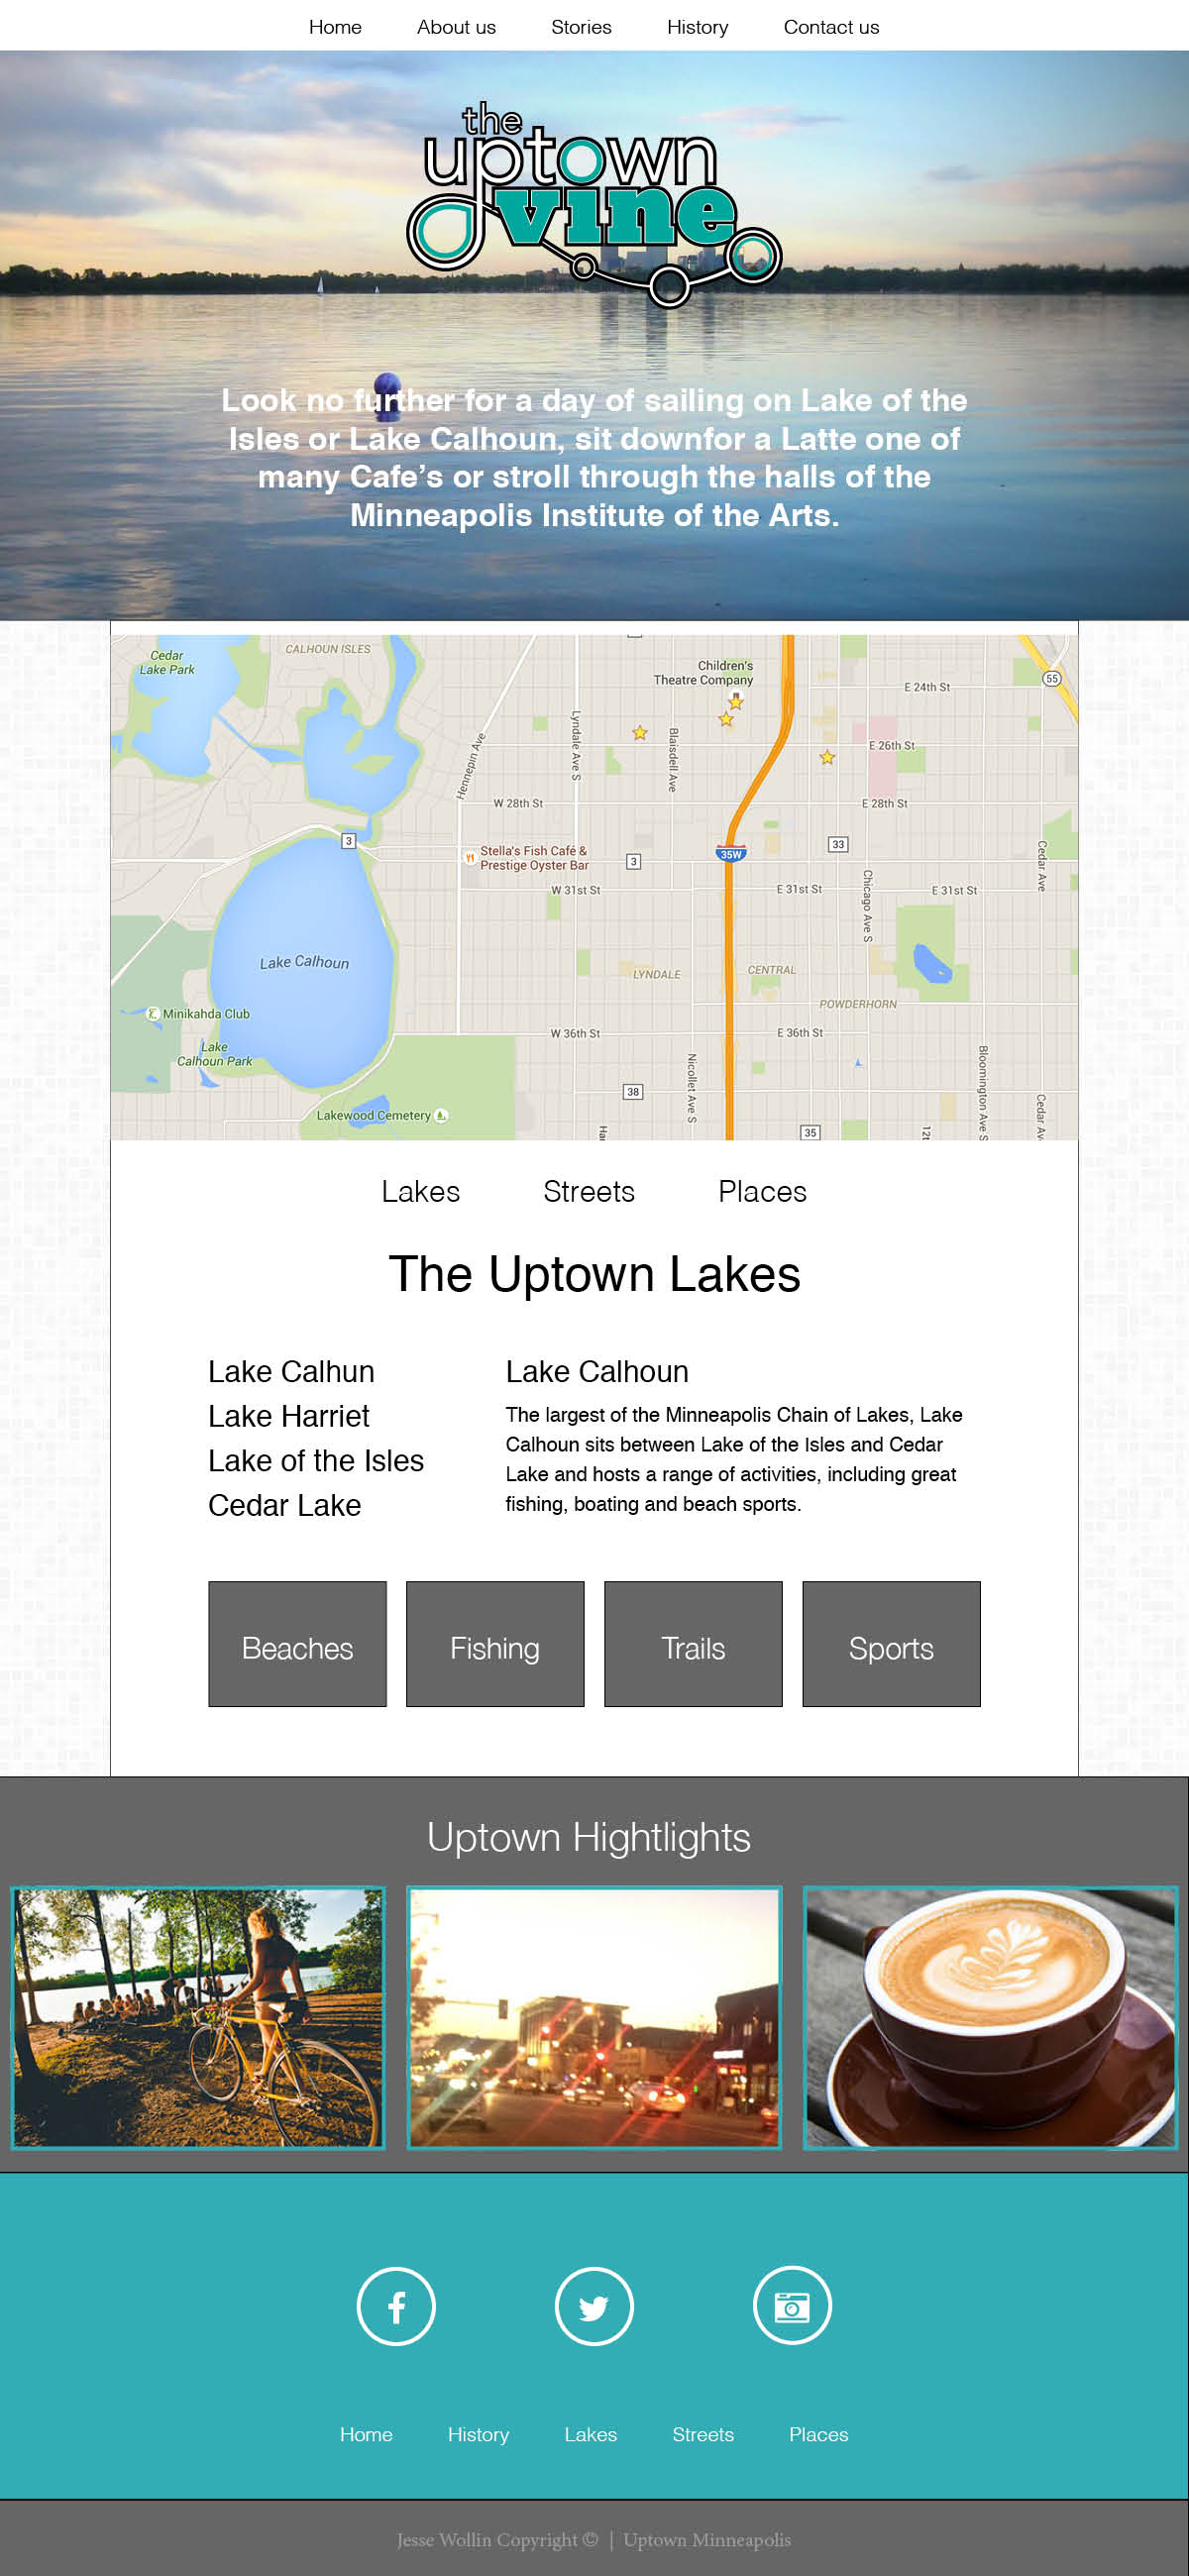 Home About us Stories History Contact us
the
uptown
vine
Look no further for a day of sailing on Lake of the
Isles or Lake Calhoun, sit downfor a Latte one of
many Cafe’s or stroll through the halls of the
Minneapolis Institute of the Arts.
Cedar
Lake Park
CALHOUN ISLES
Children's
Theatre Company
E 24th St
55
Hennepin Ave
Lyndale Ave S
Blaisdell Ave
E 26th St
W 28th St
E 28th St
3
Stella's Fish Café &
Prestige Oyster Bar
3
35W
33
Cedar Ave
W 31st St
E 31st St
Chicago Ave S
E 31st St
Lake Calhoun
LYNDALE
CENTRAL
POWDERHORN
Minikahda Club
Lake
Calhoun Park
W 36th St
E 36th St
Nicollet Ave S
Bloomington Ave S
Cedar Av
38
Lakewood Cemetery
35
Lakes Streets Places
The Uptown Lakes
Lake Calhun
Lake Harriet
Lake of the Isles
Cedar Lake
Lake Calhoun
The largest of the Minneapolis Chain of Lakes, Lake
Calhoun sits between Lake of the Isles and Cedar
Lake and hosts a range of activities, including great
fishing, boating and beach sports.
Beaches Fishing Trails Sports
Uptown Hightlights
Home History Lakes Streets Places
Jesse Wollin Copyright © | Uptown Minneapolis